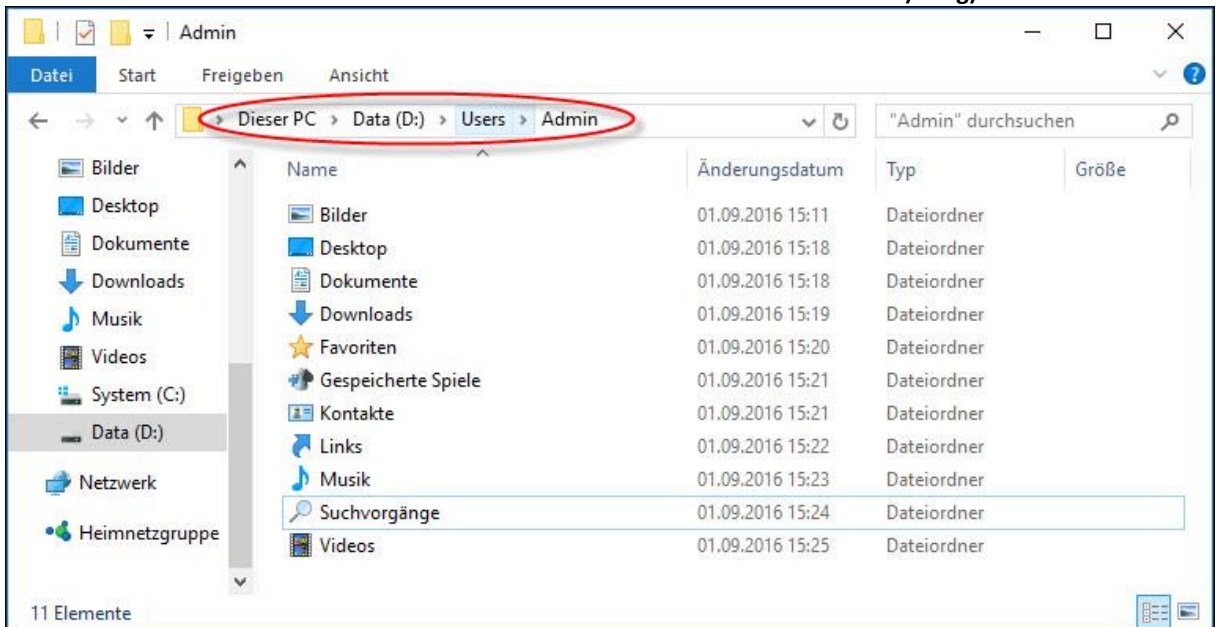 Admin
Datei Start Freigeben Ansicht
Dieser PC > Data (D:) > Users > Admin "Admin" durchsuchen
Name Änderungsdatum Typ Größe
Bilder
Desktop
Dokumente
Downloads
Musik
Videos
System (C:)
Data (D:)
Netzwerk
Heimnetzgruppe
Bilder 01.09.2016 15:11 Dateiordner
Desktop 01.09.2016 15:18 Dateiordner
Dokumente 01.09.2016 15:18 Dateiordner
Downloads 01.09.2016 15:19 Dateiordner
Favoriten 01.09.2016 15:20 Dateiordner
Gespeicherte Spiele 01.09.2016 15:21 Dateiordner
Kontakte 01.09.2016 15:21 Dateiordner
Links 01.09.2016 15:22 Dateiordner
Musik 01.09.2016 15:23 Dateiordner
Suchvorgänge 01.09.2016 15:24 Dateiordner
Videos 01.09.2016 15:25 Dateiordner
11 Elemente